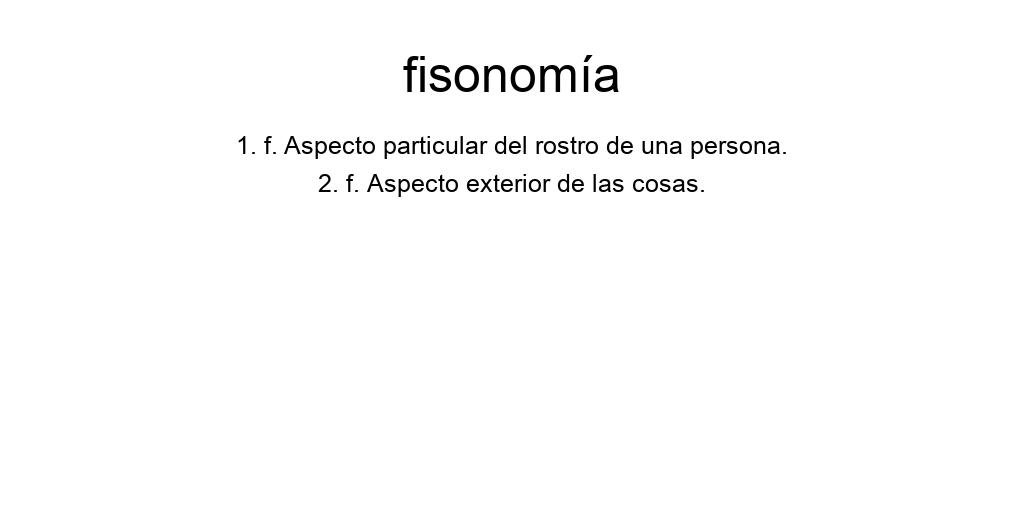 fisonomía
1. f. Aspecto particular del rostro de una persona.
2. f. Aspecto exterior de las cosas.